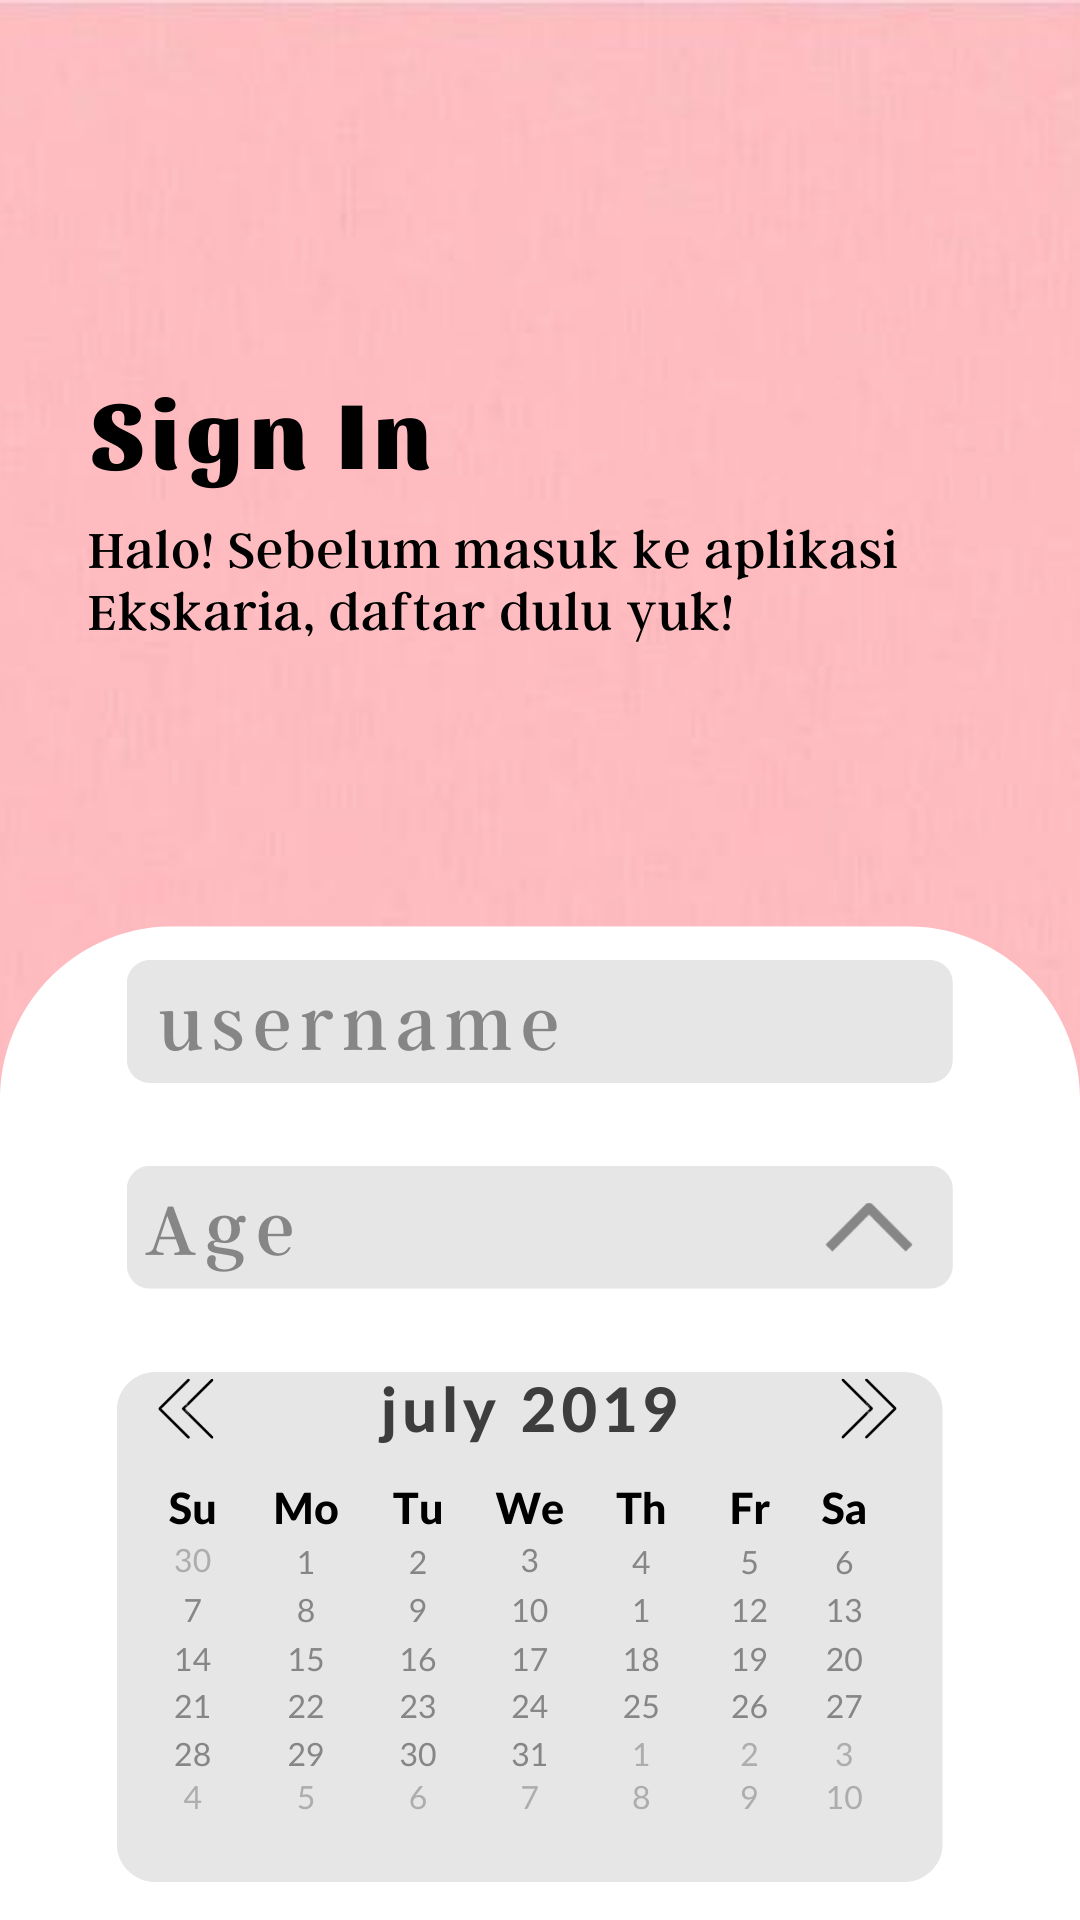 Sign In
Halo! Sebelum masuk ke aplikasi
Ekskaria, daftar dulu yuk!
username
Age
july 2019
Su Mo Tu We Th Fr Sa
30 1 2 3 4 5 6
7 8 9 10 1 12 13
14 15 16 17 18 19 20
21 22 23 24 25 26 27
28 29 30 31 1 2 3
4 5 6 7 8 9 10